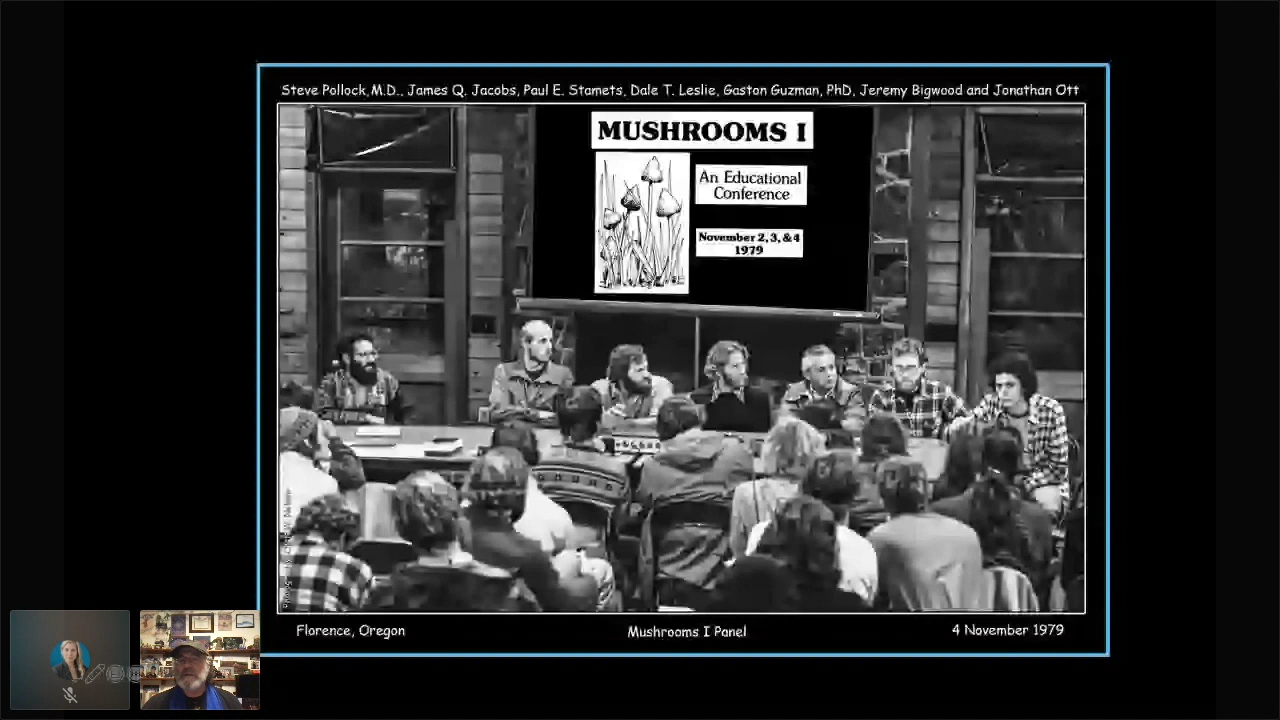 Steve Pollock,M.D., James Q. Jacobs, Paul E. Stamets, Dale T. Leslie, Gaston Guzman, PhD, Jeremy Bigwood and Jonathan Ott
MUSHROOMS I
An Educational
Conference
November 2, 3, & 4
1979
Florence, Oregon
Mushrooms I Panel
4 November 1979